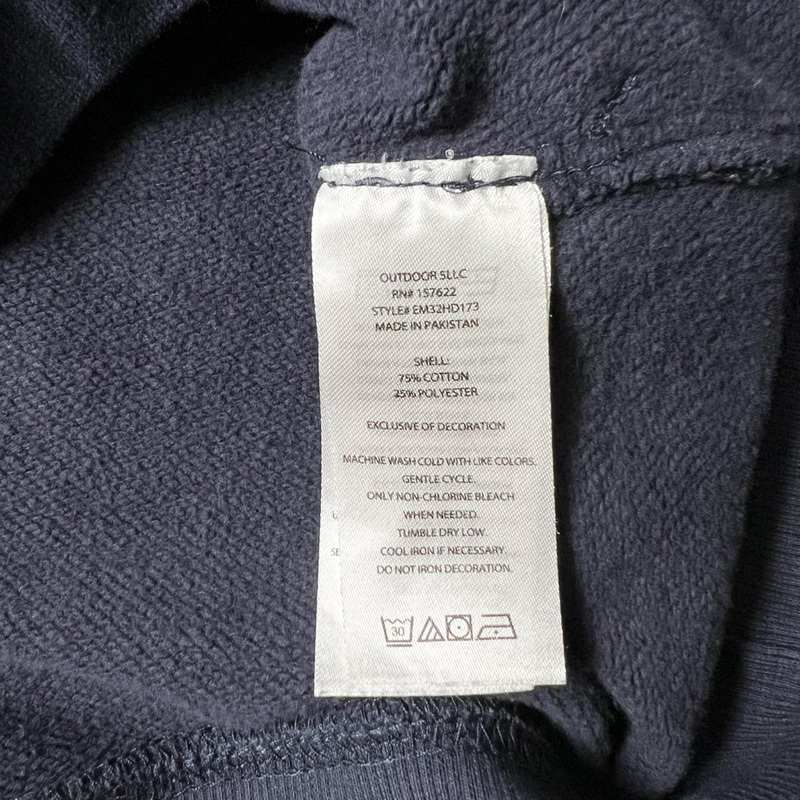 OUTDOOR 5LLC
RN# 157622
STYLE# EM32HD173
MADE IN PAKISTAN
SHELL:
75% COTTON
25% POLYESTER
EXCLUSIVE OF DECORATION
MACHINE WASH COLD WITH LIKE COLORS.
GENTLE CYCLE.
ONLY NON-CHLORINE BLEACH
WHEN NEEDED.
TUMBLE DRY LOW.
COOL IRON IF NECESSARY.
DO NOT IRON DECORATION.
30